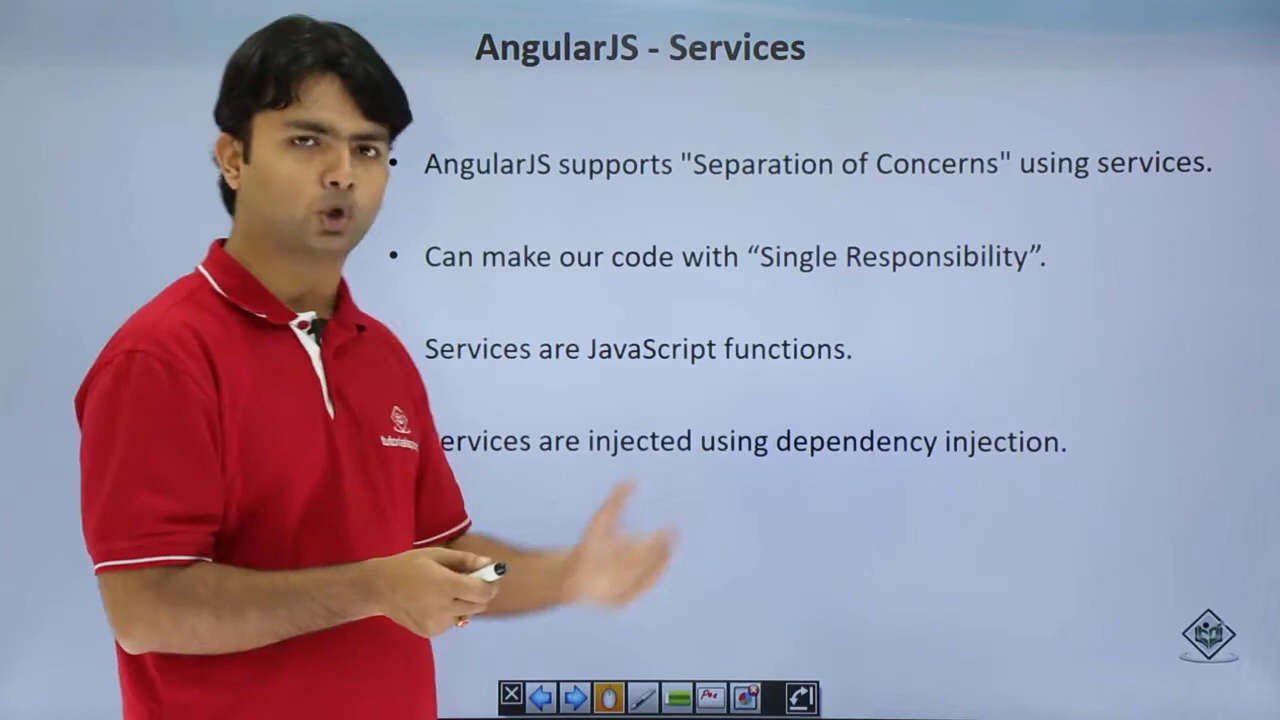 AngularJS - Services
• AngularJS supports "Separation of Concerns" using services.
• Can make our code with “Single Responsibility”.
Services are JavaScript functions.
ervices are injected using dependency injection.